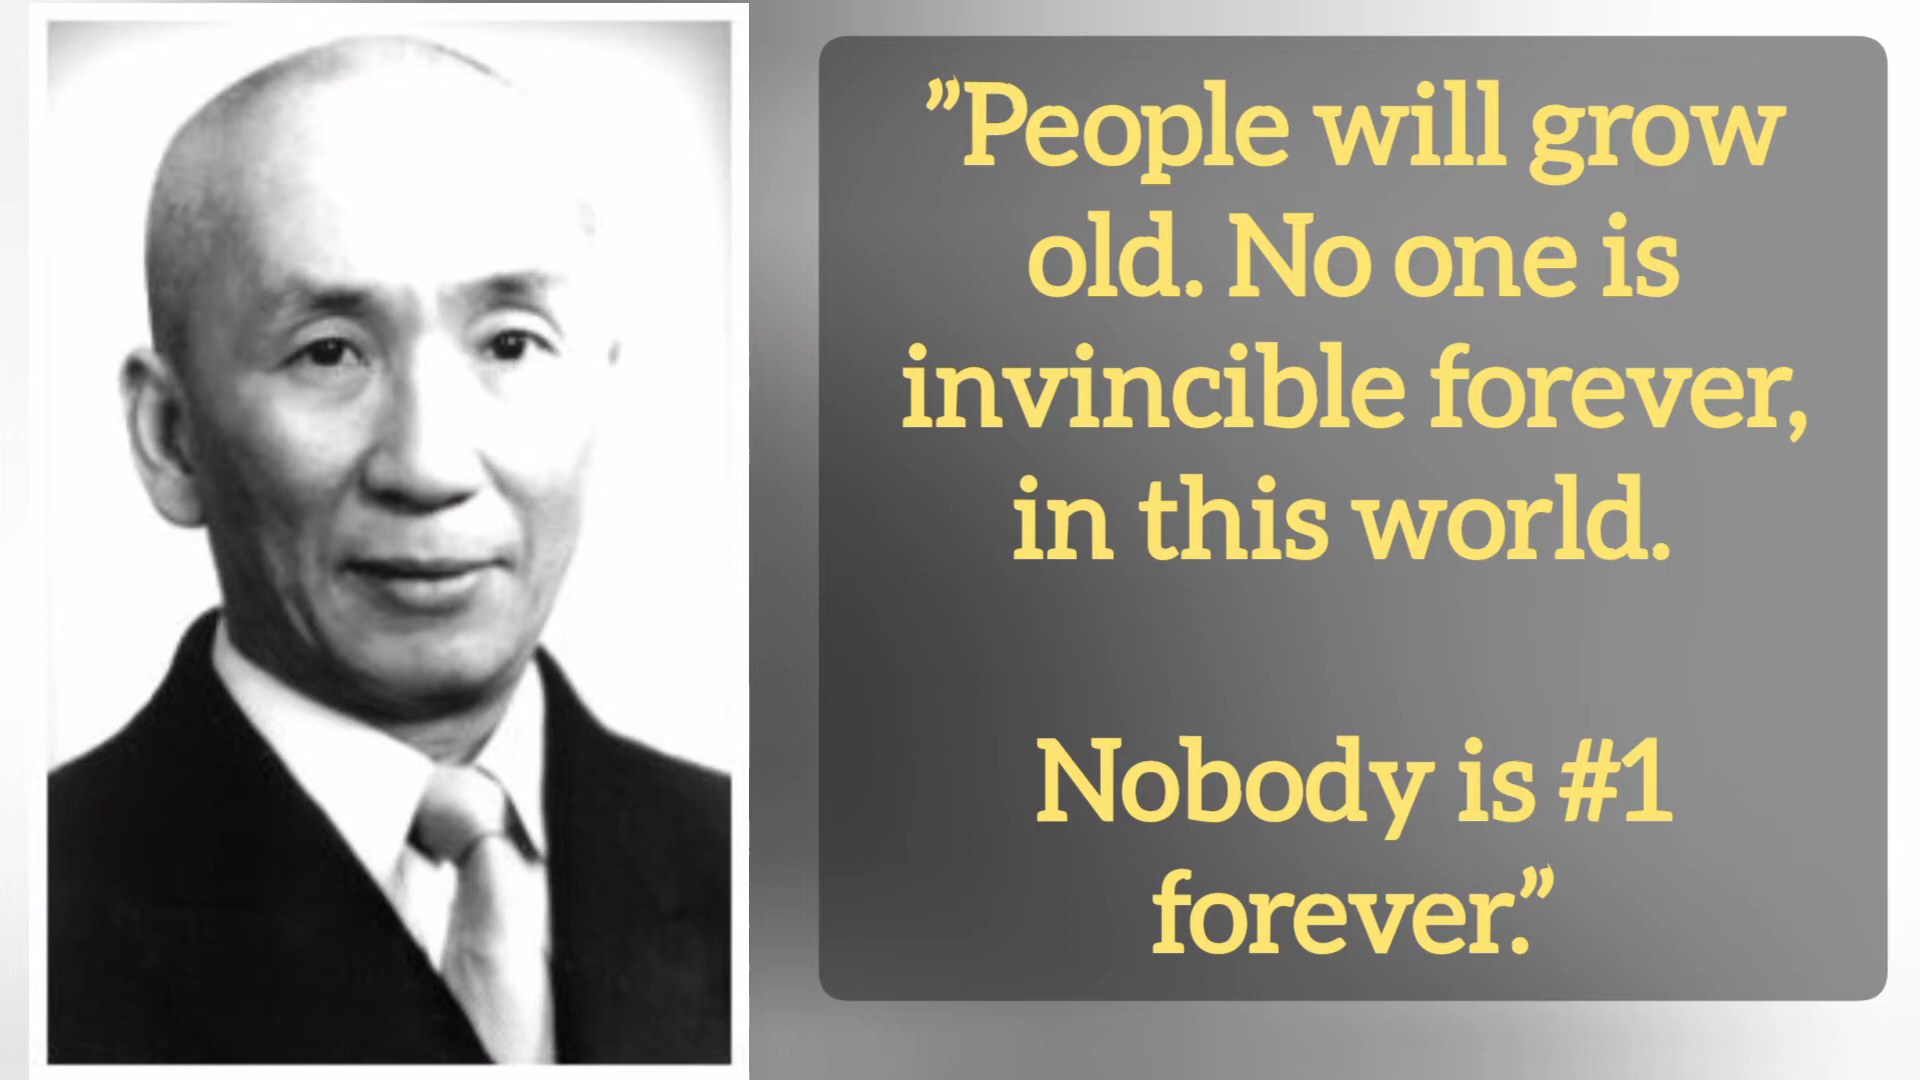 ”People will grow
old. No one is
invincible forever,
in this world.
Nobody is #1
forever.”